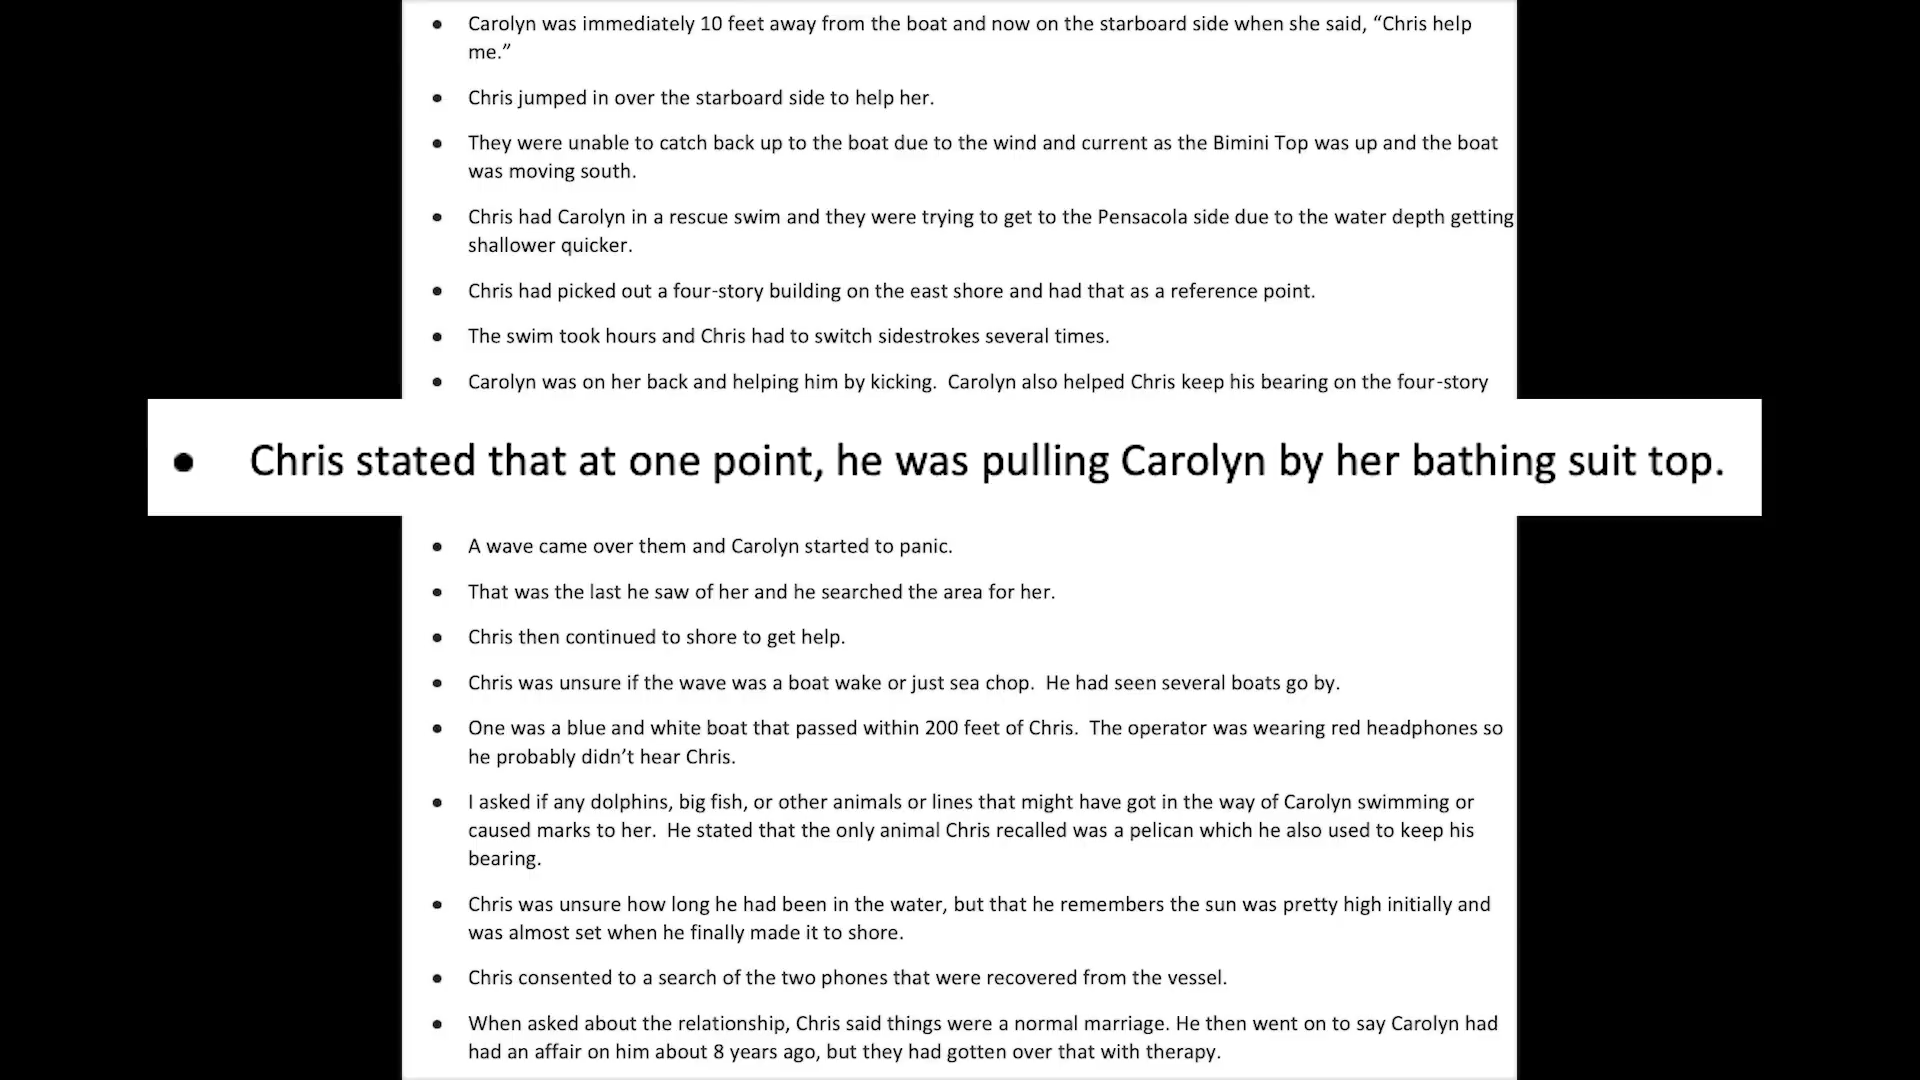 • Carolyn was immediately 10 feet away from the boat and now on the starboard side when she said, “Chris help
me.”
• Chris jumped in over the starboard side to help her.
• They were unable to catch back up to the boat due to the wind and current as the Bimini Top was up and the boat
was moving south.
• Chris had Carolyn in a rescue swim and they were trying to get to the Pensacola side due to the water depth getting
shallower quicker.
• Chris had picked out a four-story building on the east shore and had that as a reference point.
• The swim took hours and Chris had to switch sidestrokes several times.
• Carolyn was on her back and helping him by kicking.  Carolyn also helped Chris keep his bearing on the four-story
• Chris stated that at one point, he was pulling Carolyn by her bathing suit top.
• A wave came over them and Carolyn started to panic.
• That was the last he saw of her and he searched the area for her.
• Chris then continued to shore to get help.
• Chris was unsure if the wave was a boat wake or just sea chop.  He had seen several boats go by.
• One was a blue and white boat that passed within 200 feet of Chris.  The operator was wearing red headphones so
he probably didn’t hear Chris.
• I asked if any dolphins, big fish, or other animals or lines that might have got in the way of Carolyn swimming or
caused marks to her.  He stated that the only animal Chris recalled was a pelican which he also used to keep his
bearing.
• Chris was unsure how long he had been in the water, but that he remembers the sun was pretty high initially and
was almost set when he finally made it to shore.
• Chris consented to a search of the two phones that were recovered from the vessel.
• When asked about the relationship, Chris said things were a normal marriage. He then went on to say Carolyn had
had an affair on him about 8 years ago, but they had gotten over that with therapy.